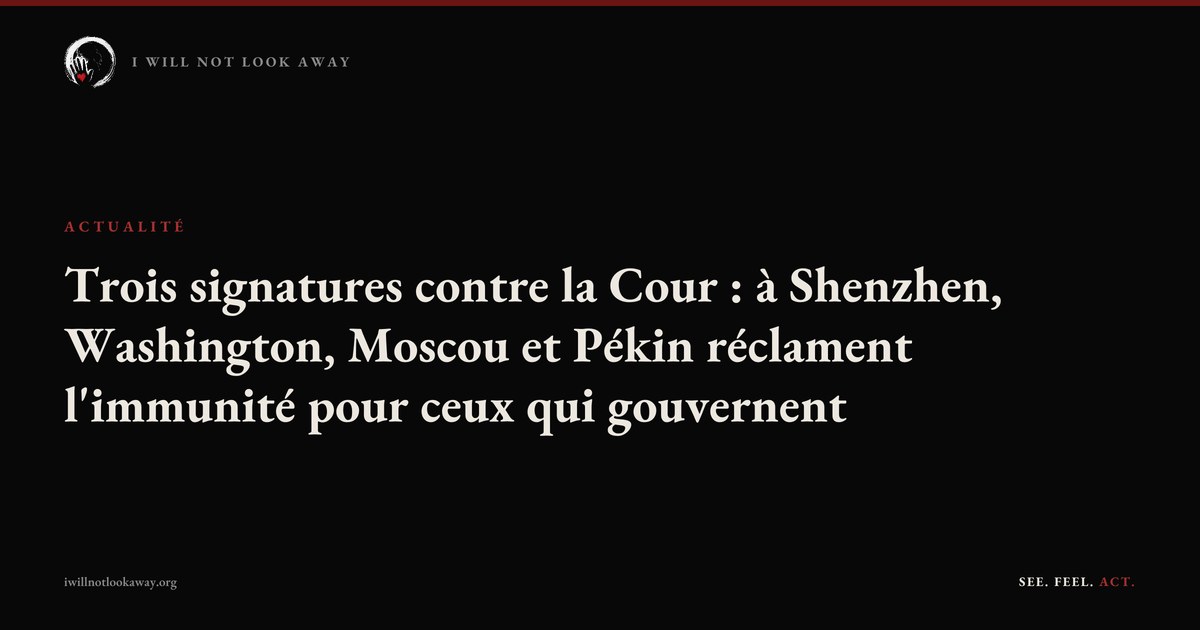 I WILL NOT LOOK AWAY
ACTUALITÉ
Trois signatures contre la Cour : à Shenzhen,
Washington, Moscou et Pékin réclament
l'immunité pour ceux qui gouvernent
iwillnotlookaway.org
SEE. FEEL. ACT.